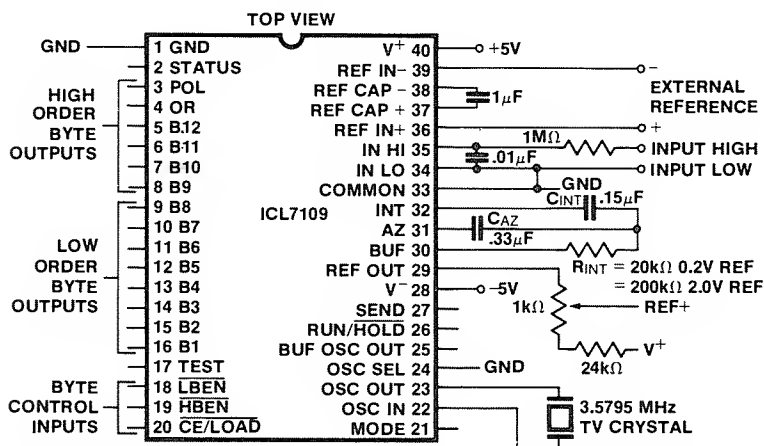 TOP VIEW
GND
1 GND
2 STATUS
3 POL
4 OR
5 B12
6 B11
7 B10
8 B9
9 B8
10 B7
11 B6
12 B5
13 B4
14 B3
15 B2
16 B1
17 TEST
18 LBEN
19 HBEN
20 CE/LOAD
HIGH
ORDER
BYTE
OUTPUTS
LOW
ORDER
BYTE
OUTPUTS
BYTE
CONTROL
INPUTS
ICL7109
V+ 40
REF IN- 39
REF CAP - 38
REF CAP + 37
REF IN+ 36
IN HI 35
IN LO 34
COMMON 33
INT 32
AZ 31
BUF 30
REF OUT 29
V- 28
SEND 27
RUN/HOLD 26
BUF OSC OUT 25
OSC SEL 24
OSC OUT 23
OSC IN 22
MODE 21
+5V
-
1µF
EXTERNAL
REFERENCE
+
1MΩ
INPUT HIGH
.01µF
INPUT LOW
GND
CINT
.15µF
CAZ
.33µF
RINT = 20kΩ 0.2V REF
= 200kΩ 2.0V REF
-5V
1kΩ
REF+
24kΩ
V+
GND
3.5795 MHz
TV CRYSTAL